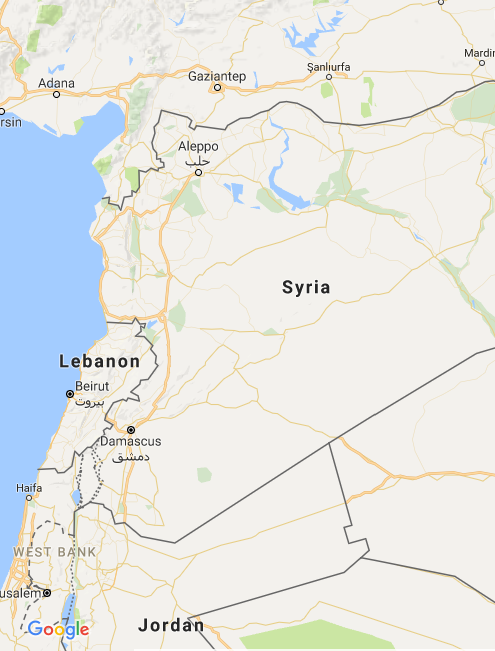 Mardin
Şanlıurfa
Gaziantep
Adana
rsin
Aleppo
حلب
Syria
Lebanon
Beirut
بيروت
Damascus
دمشق
Haifa
WEST BANK
usalem
Jordan
Google